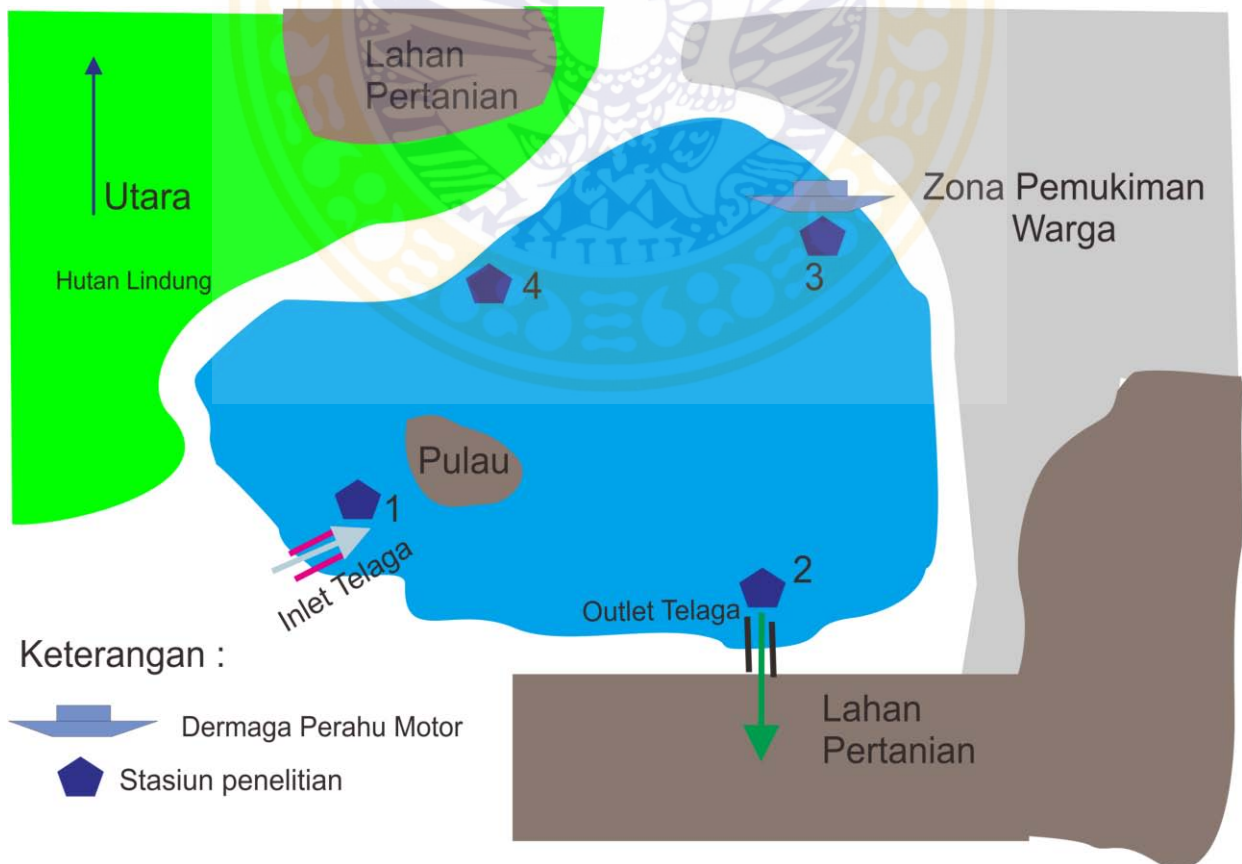 Lahan
Pertanian
Utara
Zona Pemukiman
Warga
Hutan Lindung
4
3
Pulau
1
Inlet Telaga
2
Outlet Telaga
Keterangan :
Dermaga Perahu Motor
Stasiun penelitian
Lahan
Pertanian